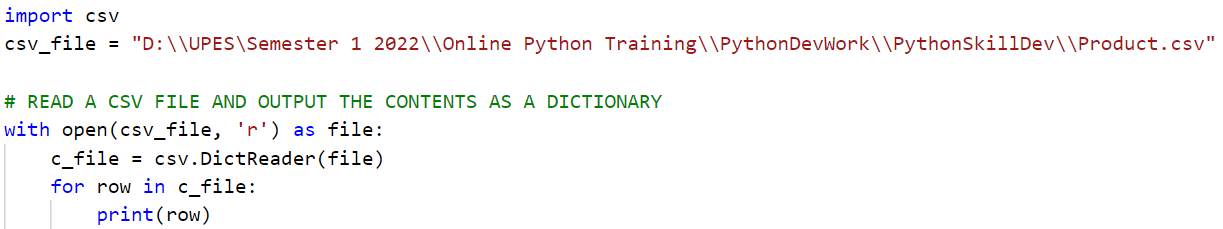 import csv
csv_file = "D:\\UPES\Semester 1 2022\\Online Python Training\\PythonDevWork\\PythonSkillDev\\Product.csv"
# READ A CSV FILE AND OUTPUT THE CONTENTS AS A DICTIONARY
with open(csv_file, 'r') as file:
    c_file = csv.DictReader(file)
    for row in c_file:
        print(row)